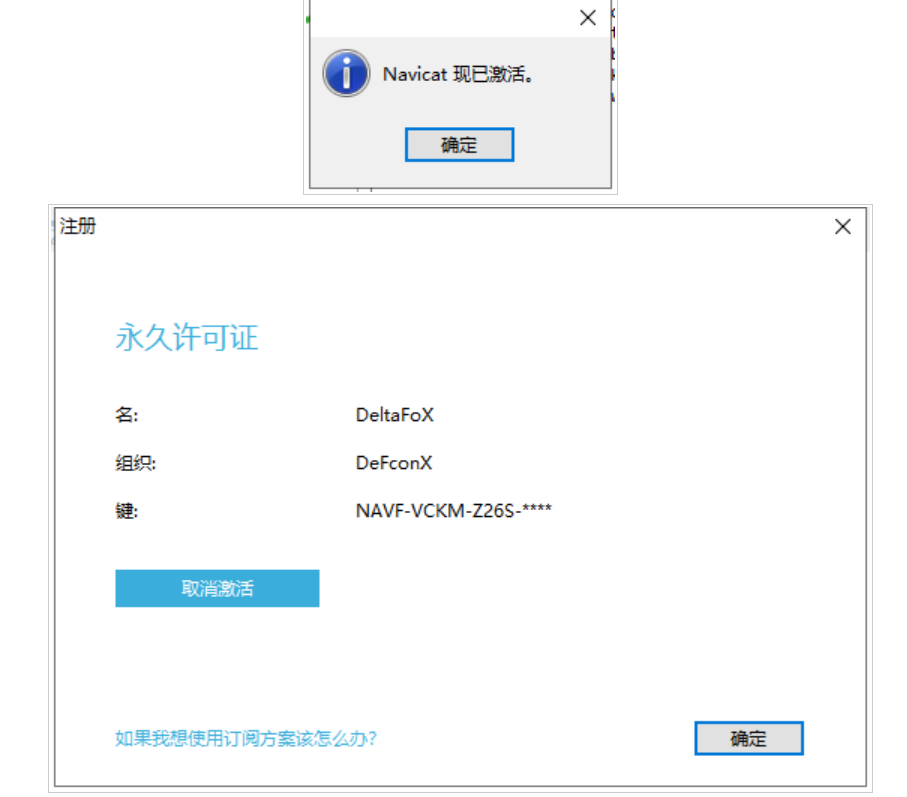 Navicat 现已激活。
确定
注册
永久许可证
名: DeltaFoX
组织: DeFconX
键: NAVF-VCKM-Z26S-****
取消激活
如果我想使用订阅方案该怎么办?
确定